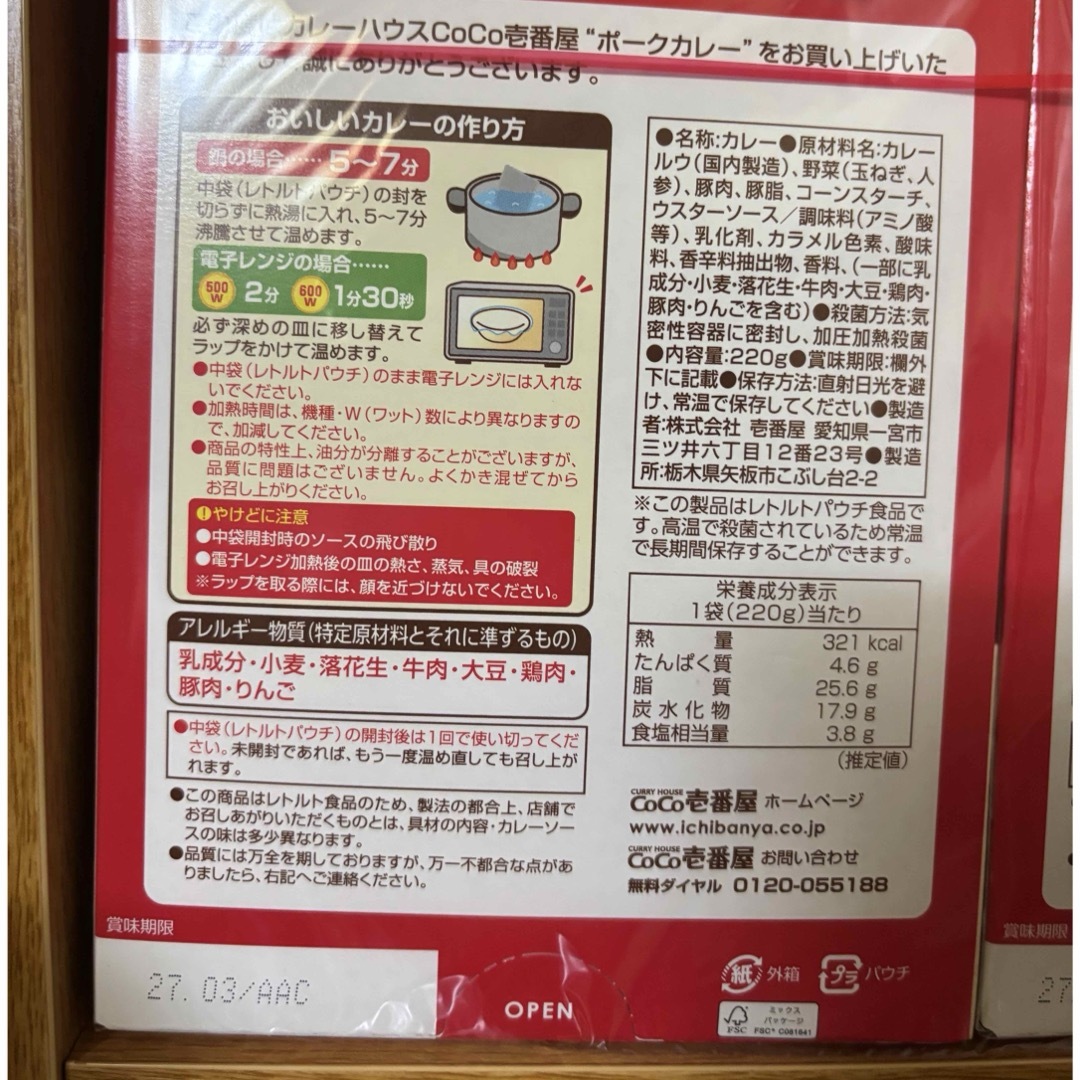 カレーハウスCoCo壱番屋 “ポークカレー” をお買い上げいた
誠にありがとうございます。
おいしいカレーの作り方
鍋の場合…… 5〜7分
中袋（レトルトパウチ）の封を
切らずに熱湯に入れ、5〜7分
沸騰させて温めます。
電子レンジの場合……
500W 2分 600W 1分30秒
必ず深めの皿に移し替えて
ラップをかけて温めます。
●中袋（レトルトパウチ）のまま電子レンジには入れな
いでください。
●加熱時間は、機種・W（ワット）数により異なりますの
で、加減してください。
●商品の特性上、油分が分離することがございますが、
品質に問題はございません。よくかき混ぜてから
お召し上がりください。
!やけどに注意
●中袋開封時のソースの飛び散り
●電子レンジ加熱後の皿の熱さ、蒸気、具の破裂
※ラップを取る際には、顔を近づけないでください。
アレルギー物質（特定原材料とそれに準ずるもの）
乳成分・小麦・落花生・牛肉・大豆・鶏肉・
豚肉・りんご
●中袋（レトルトパウチ）の開封後は1回で使い切ってくだ
さい。未開封であれば、もう一度温め直しても召し上が
れます。
●この商品はレトルト食品のため、製法の都合上、店舗で
お召しあがりいただくものとは、具材の内容・カレーソー
スの味は多少異なります。
●品質には万全を期しておりますが、万一不都合な点があ
りましたら、右記へご連絡ください。
●名称:カレー●原材料名:カレー
ルウ(国内製造)、野菜(玉ねぎ、人
参)、豚肉、豚脂、コーンスターチ、
ウスターソース／調味料(アミノ酸
等)、乳化剤、カラメル色素、酸味
料、香辛料抽出物、香料、(一部に乳
成分・小麦・落花生・牛肉・大豆・鶏肉・
豚肉・りんごを含む)●殺菌方法:気
密性容器に密封し、加圧加熱殺菌
●内容量:220g●賞味期限:欄外
下に記載●保存方法:直射日光を避
け、常温で保存してください●製造
者:株式会社 壱番屋 愛知県一宮市
三ツ井六丁目12番23号●製造
所:栃木県矢板市こぶし台2-2
※この製品はレトルトパウチ食品で
す。高温で殺菌されているため常温
で長期間保存することができます。
栄養成分表示
1袋(220g)当たり
熱量 321 kcal
たんぱく質 4.6 g
脂質 25.6 g
炭水化物 17.9 g
食塩相当量 3.8 g
(推定値)
CURRY HOUSE
CoCo壱番屋 ホームページ
www.ichibanya.co.jp
CURRY HOUSE
CoCo壱番屋 お問い合わせ
無料ダイヤル 0120-055188
賞味期限
27.03/AAC
OPEN
紙 外箱 プラ パウチ
FSC ミックス
パッケージ
FSC® C081841
賞味期限
27